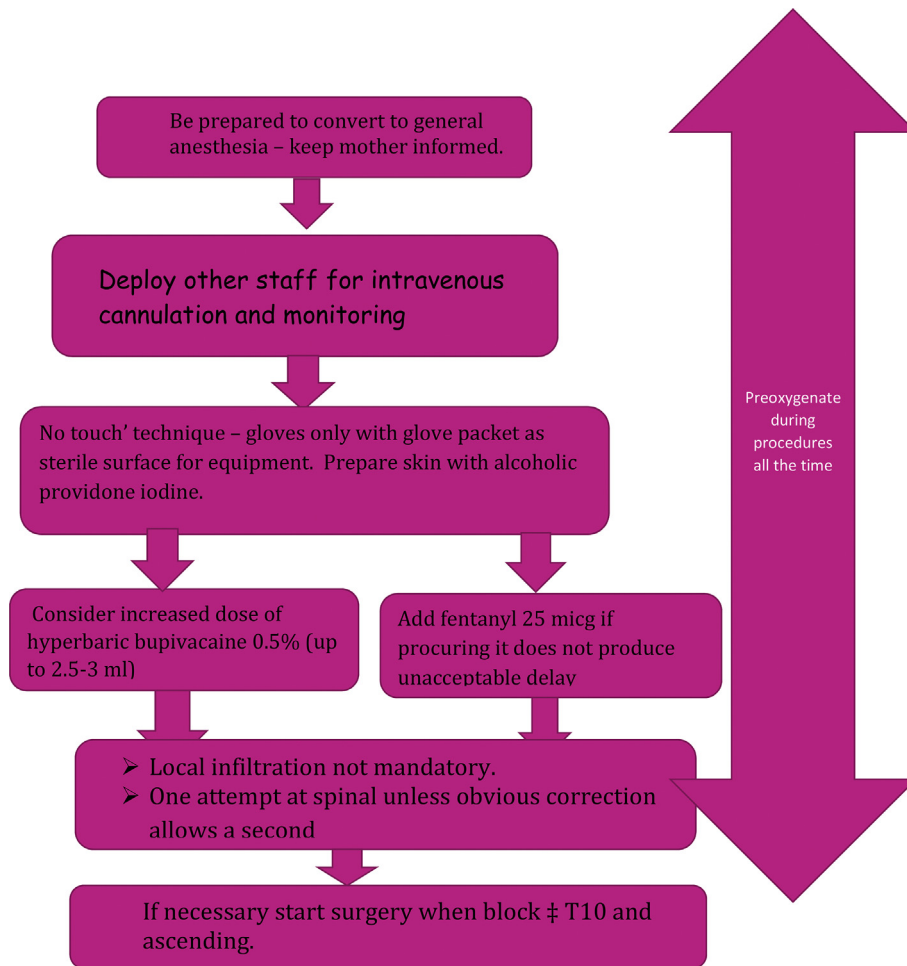 Be prepared to convert to general
anesthesia – keep mother informed.
Deploy other staff for intravenous
cannulation and monitoring
No touch’ technique – gloves only with glove packet as
sterile surface for equipment.  Prepare skin with alcoholic
providone iodine.
Consider increased dose of
hyperbaric bupivacaine 0.5% (up
to 2.5-3 ml)
Add fentanyl 25 micg if
procuring it does not produce
unacceptable delay
➢ Local infiltration not mandatory.
➢ One attempt at spinal unless obvious correction
allows a second
If necessary start surgery when block ‡ T10 and
ascending.
Preoxygenate
during
procedures
all the time